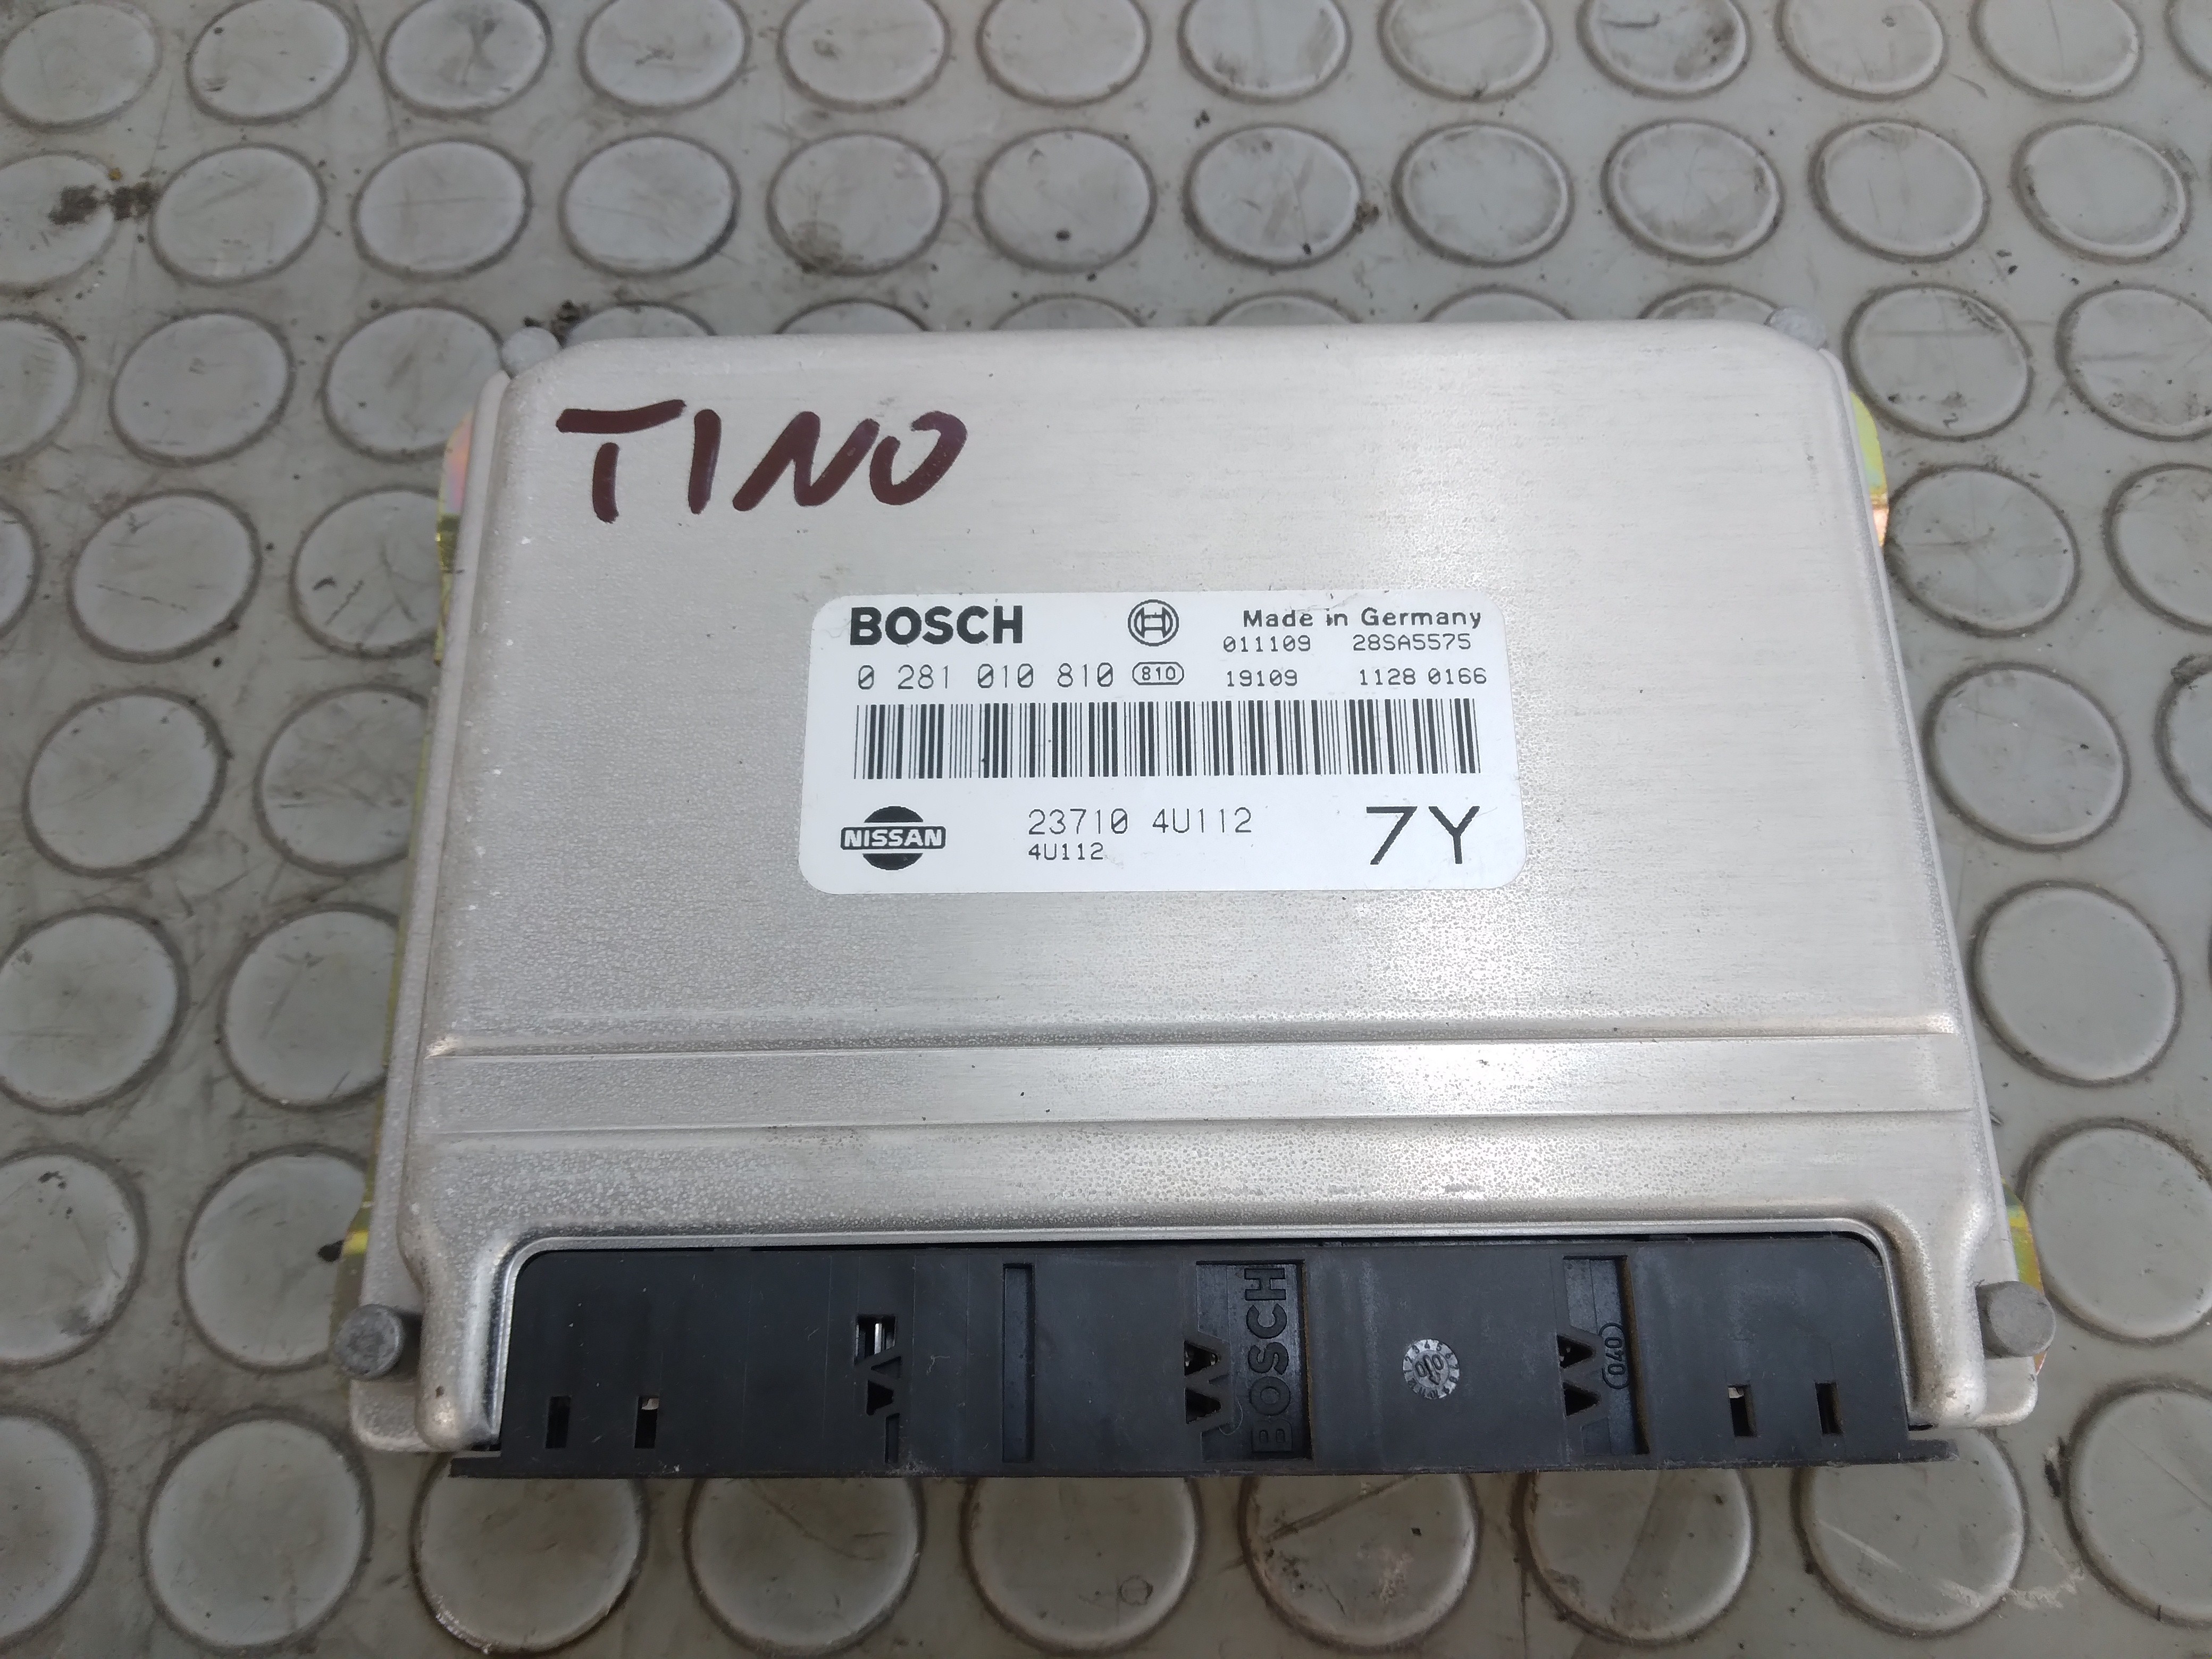 TINO
BOSCH Made in Germany
011109 28SA5575
0 281 010 810 810 19109 1128 0166
NISSAN 23710 4U112 7Y
4U112
BOSCH
040